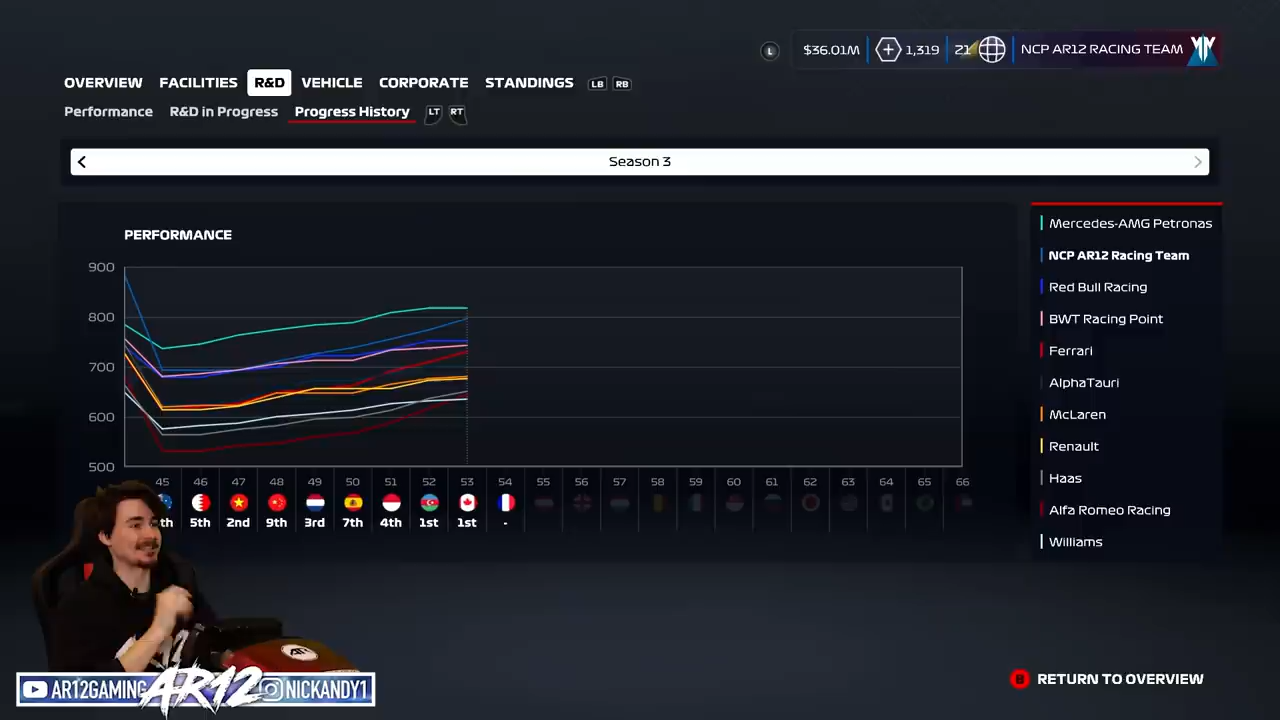 $36.01M 1,319 21 NCP AR12 RACING TEAM
OVERVIEW FACILITIES R&D VEHICLE CORPORATE STANDINGS LB RB
Performance R&D in Progress Progress History LT RT
Season 3
PERFORMANCE
900
800
700
600
500
45 46 47 48 49 50 51 52 53 54 55 56 57 58 59 60 61 62 63 64 65 66
th 5th 2nd 9th 3rd 7th 4th 1st 1st -
Mercedes-AMG Petronas
NCP AR12 Racing Team
Red Bull Racing
BWT Racing Point
Ferrari
AlphaTauri
McLaren
Renault
Haas
Alfa Romeo Racing
Williams
AR12GAMING AR12 NICKANDY1
B RETURN TO OVERVIEW